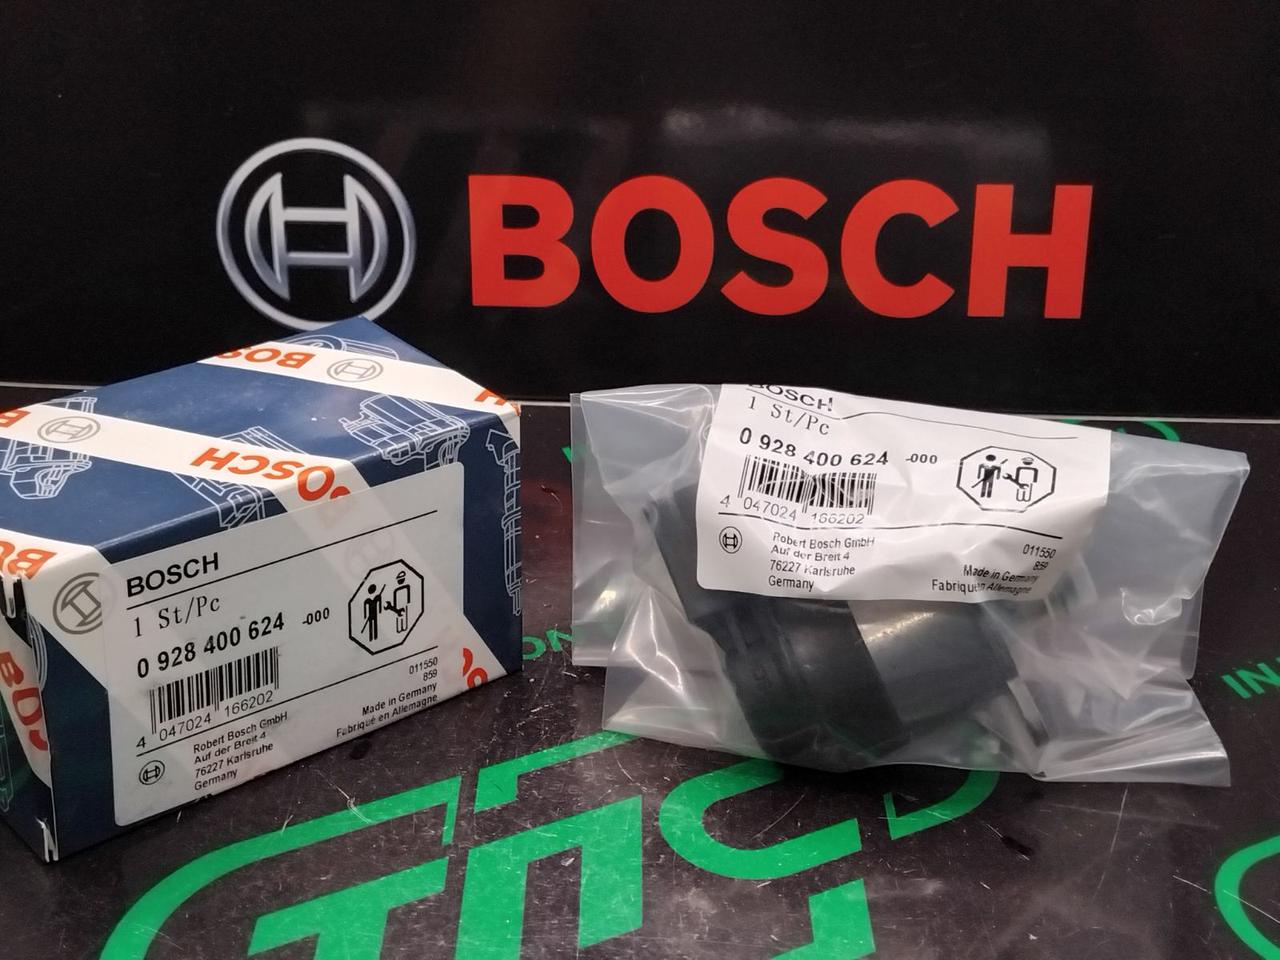 BOSCH
BOSCH
BOSCH
BOSCH
1 St/Pc
0 928 400 624 -000
4 047024 166202
Robert Bosch GmbH
Auf der Breit 4
76227 Karlsruhe
Germany
011550
859
Made in Germany
Fabriqué en Allemagne
BOSCH
1 St/Pc
0 928 400 624 -000
4 047024 166202
Robert Bosch GmbH
Auf der Breit 4
76227 Karlsruhe
Germany
011550
859
Made in Germany
Fabriqué en Allemagne